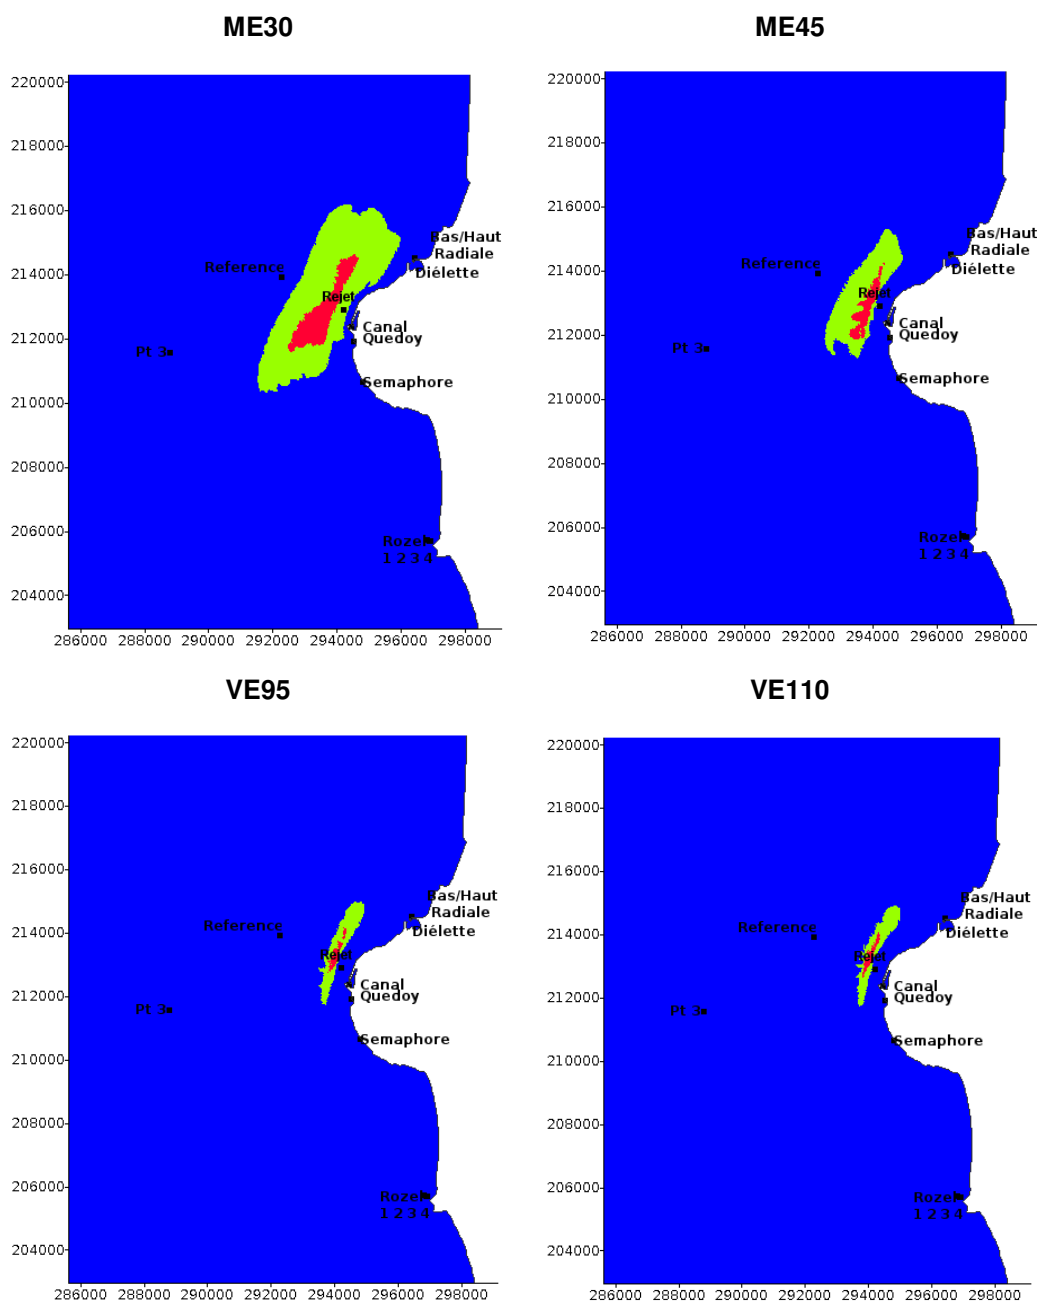 ME30
ME45
220000
218000
216000
214000
212000
210000
208000
206000
204000
286000 288000 290000 292000 294000 296000 298000
Bas/Haut
Radiale
Diélette
Reference
Rejet
Canal
Quedoy
Pt 3
Semaphore
Rozel
1 2 3 4
220000
218000
216000
214000
212000
210000
208000
206000
204000
286000 288000 290000 292000 294000 296000 298000
Bas/Haut
Radiale
Diélette
Reference
Rejet
Canal
Quedoy
Pt 3
Semaphore
Rozel
1 2 3 4
VE95
VE110
220000
218000
216000
214000
212000
210000
208000
206000
204000
286000 288000 290000 292000 294000 296000 298000
Bas/Haut
Radiale
Diélette
Reference
Rejet
Canal
Quedoy
Pt 3
Semaphore
Rozel
1 2 3 4
220000
218000
216000
214000
212000
210000
208000
206000
204000
286000 288000 290000 292000 294000 296000 298000
Bas/Haut
Radiale
Diélette
Reference
Rejet
Canal
Quedoy
Pt 3
Semaphore
Rozel
1 2 3 4